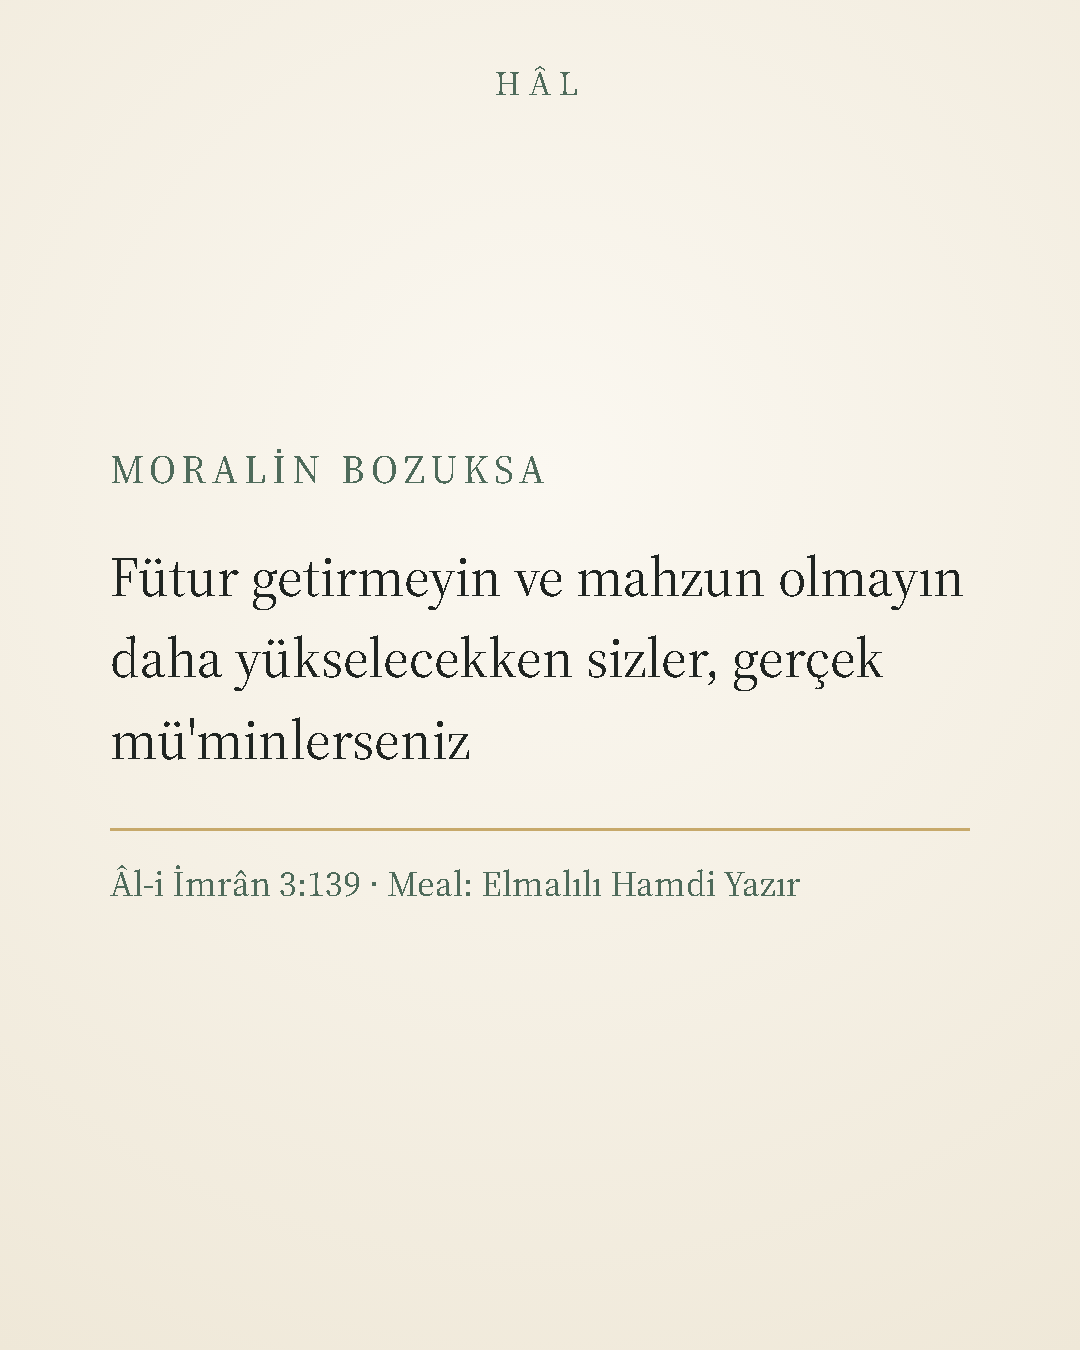 HÂL
MORALİN BOZUKSA
Fütur getirmeyin ve mahzun olmayın
daha yükselecekken sizler, gerçek
mü'minlerseniz
Âl-i İmrân 3:139 · Meal: Elmalılı Hamdi Yazır